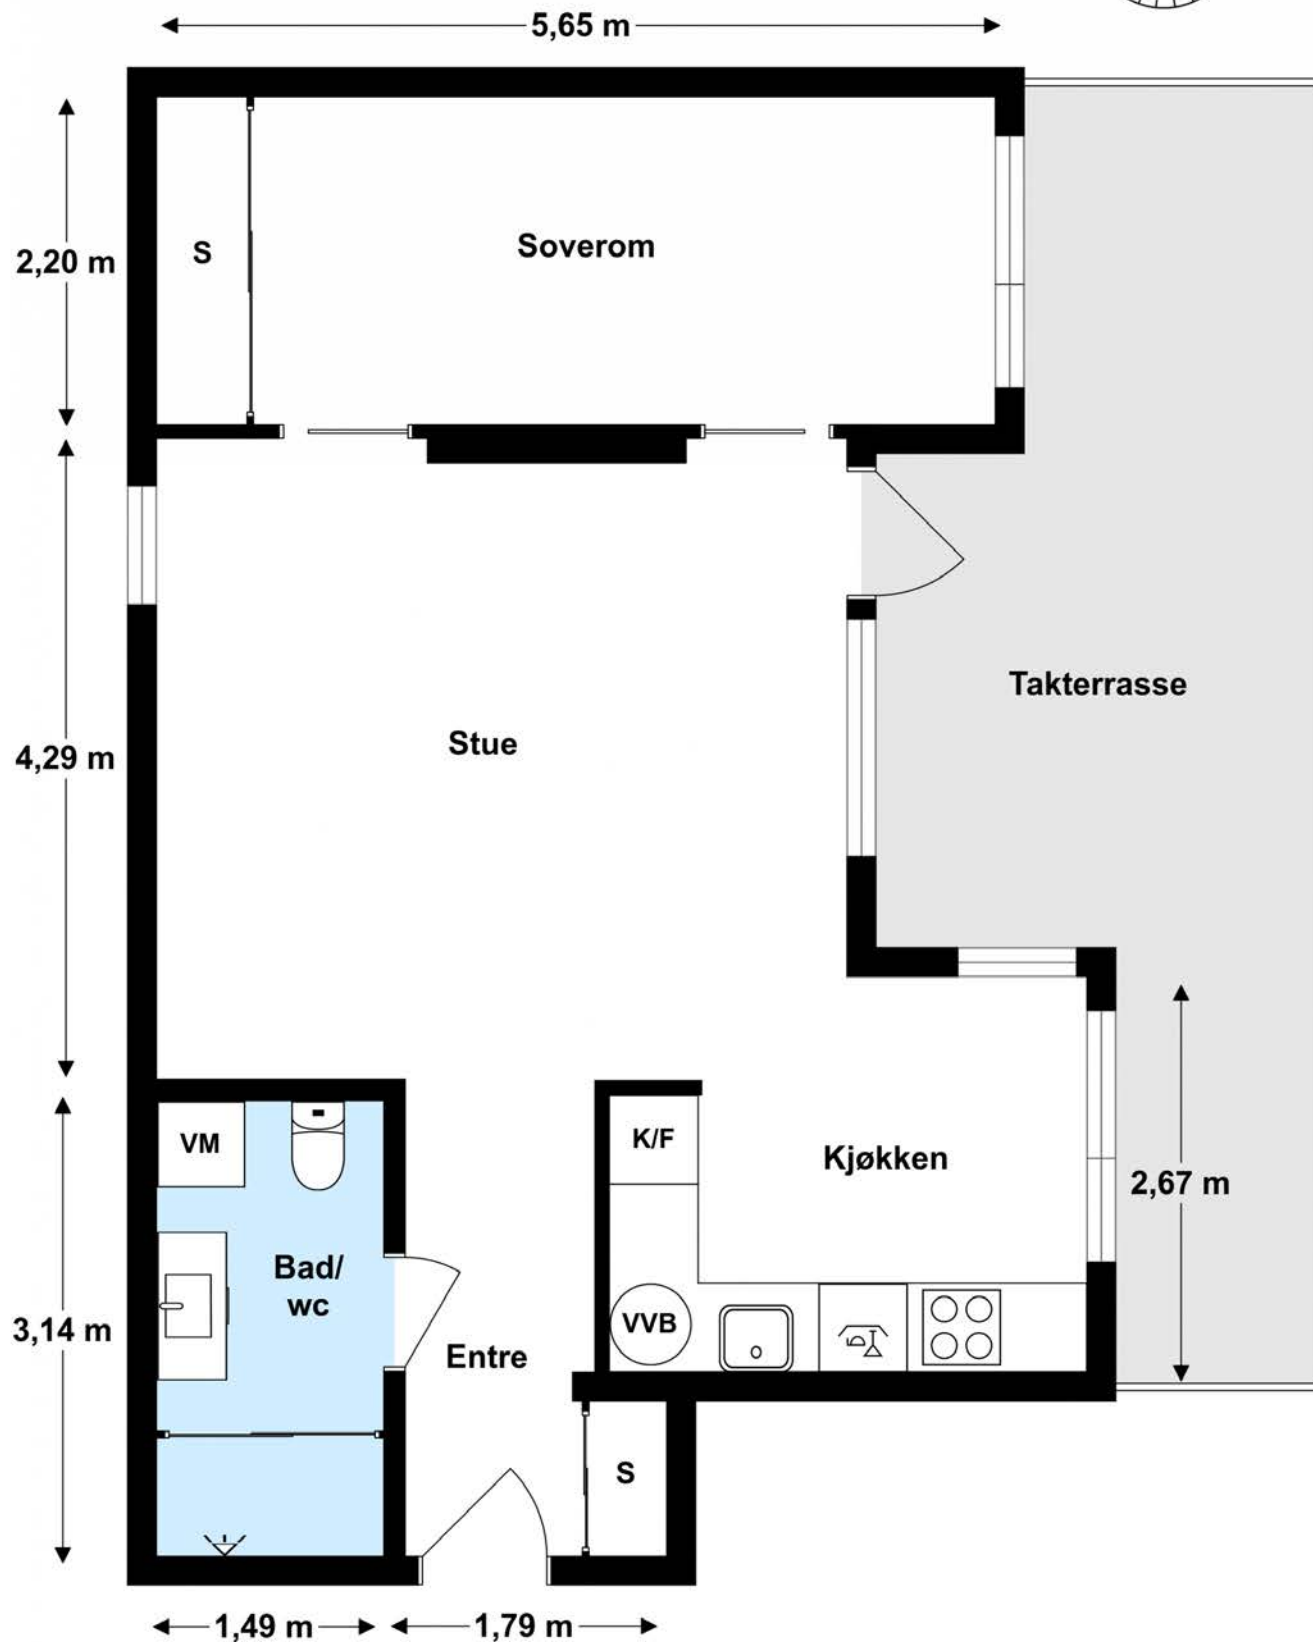 5,65 m
2,20 m
S
Soverom
4,29 m
Stue
Takterrasse
VM
K/F
Kjøkken
2,67 m
Bad/
wc
3,14 m
VVB
Entre
S
1,49 m
1,79 m